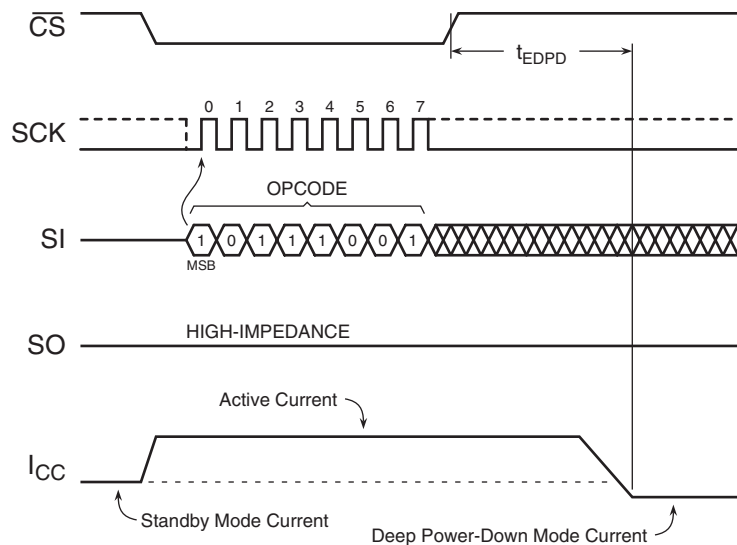 CS
tEDPD
0 1 2 3 4 5 6 7
SCK
OPCODE
SI
1 0 1 1 1 0 0 1
MSB
HIGH-IMPEDANCE
SO
Active Current
ICC
Standby Mode Current
Deep Power-Down Mode Current